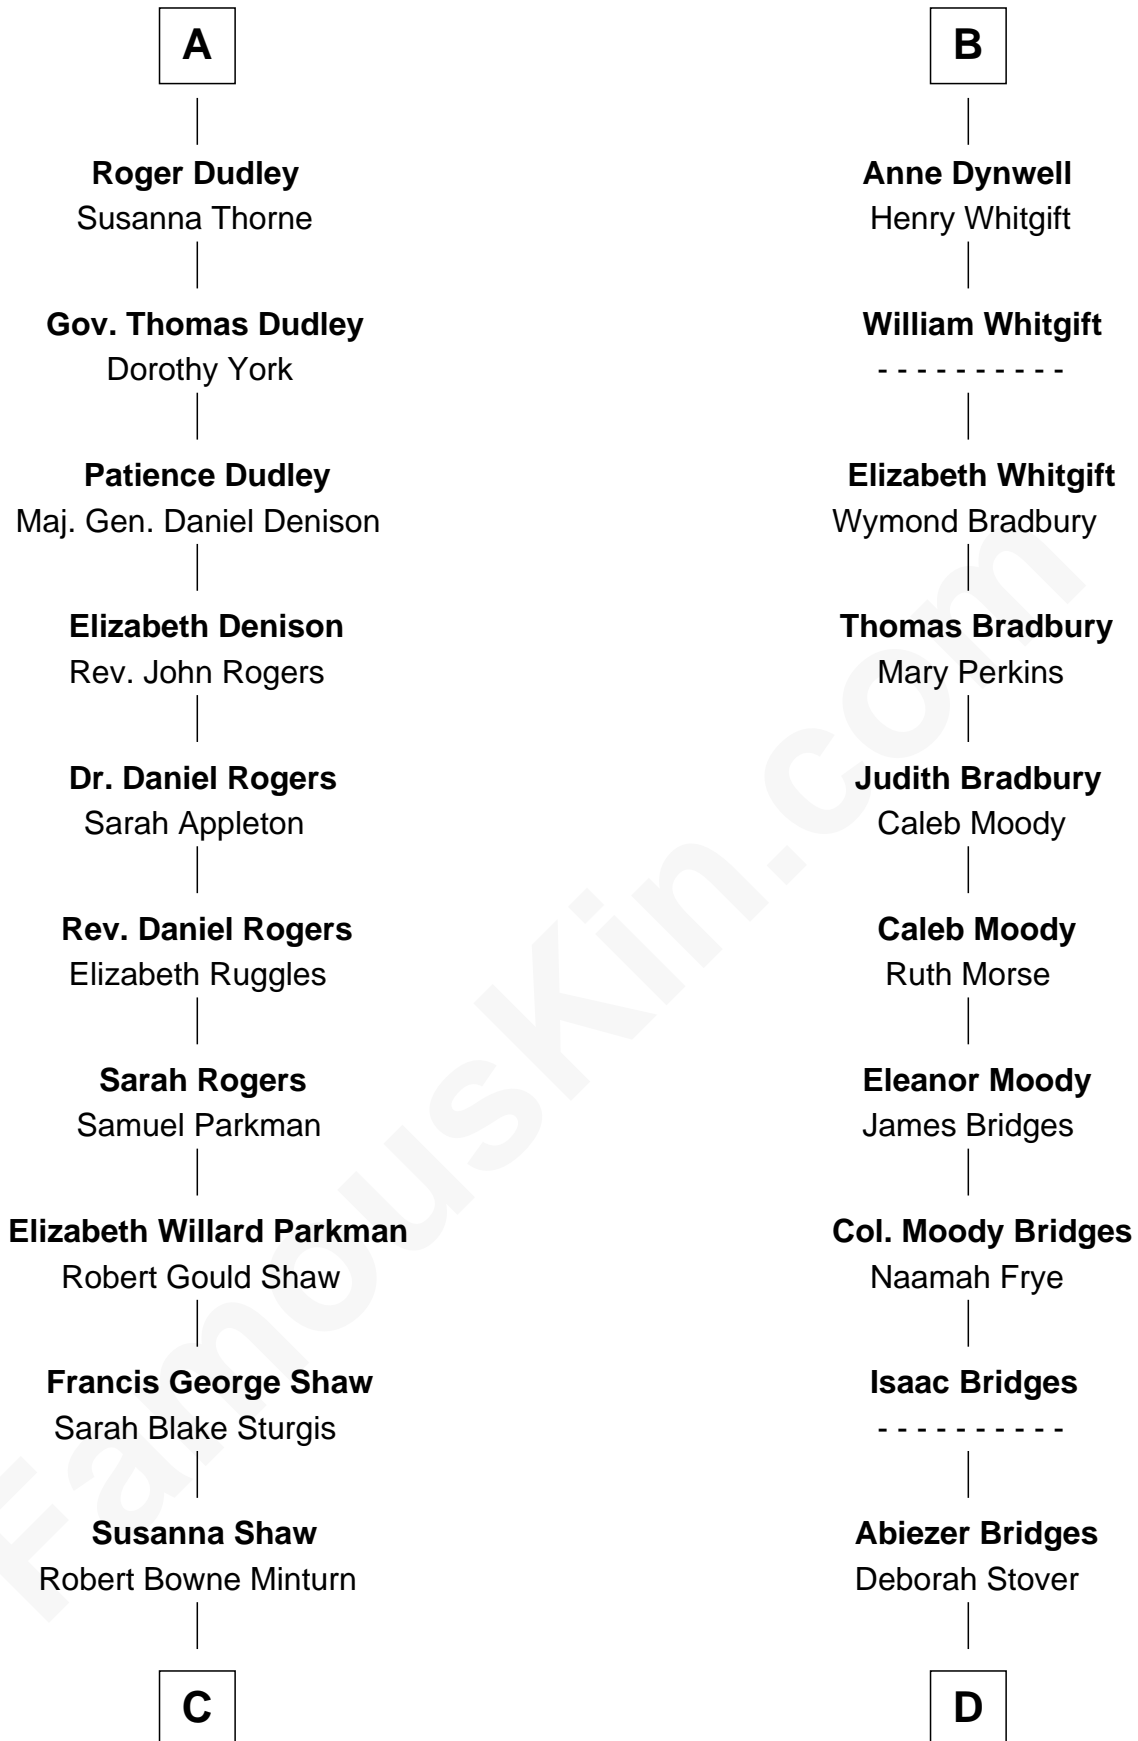 A
Roger Dudley
Susanna Thorne
Gov. Thomas Dudley
Dorothy York
Patience Dudley
Maj. Gen. Daniel Denison
Elizabeth Denison
Rev. John Rogers
Dr. Daniel Rogers
Sarah Appleton
Rev. Daniel Rogers
Elizabeth Ruggles
Sarah Rogers
Samuel Parkman
Elizabeth Willard Parkman
Robert Gould Shaw
Francis George Shaw
Sarah Blake Sturgis
Susanna Shaw
Robert Bowne Minturn
C
B
Anne Dynwell
Henry Whitgift
William Whitgift
- - - - - - - - - -
Elizabeth Whitgift
Wymond Bradbury
Thomas Bradbury
Mary Perkins
Judith Bradbury
Caleb Moody
Caleb Moody
Ruth Morse
Eleanor Moody
James Bridges
Col. Moody Bridges
Naamah Frye
Isaac Bridges
- - - - - - - - - -
Abiezer Bridges
Deborah Stover
D
FamousKin.com